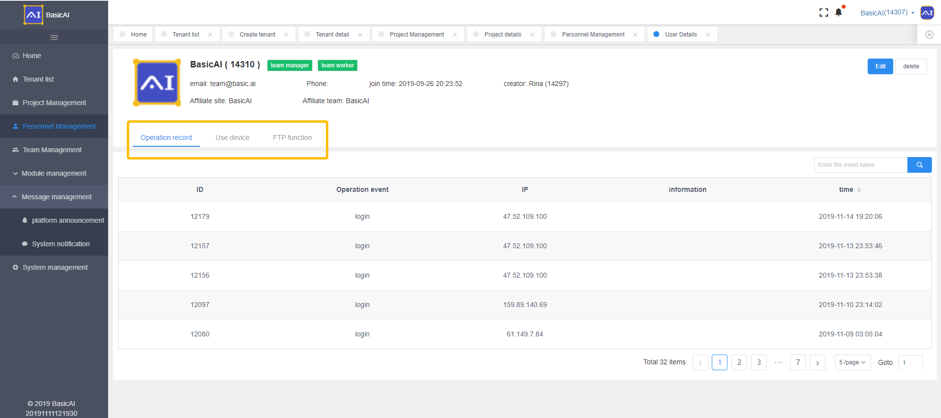 AI BasicAI
BasicAI(14307)
AI
Home
Tenant list
Project Management
Personnel Management
Team Management
Module management
Message management
platform announcement
System notification
System management
© 2019 BasicAI
20191111121930
Home Tenant list × Create tenant × Tenant detail × Project Management × Project details × Personnel Management × User Details ×
AI
BasicAI ( 14310 ) team manager team worker
Edit delete
email: team@basic.ai Phone: join time: 2019-09-26 20:23:52 creator: Rina (14297)
Affiliate site: BasicAI Affiliate team: BasicAI
Operation record Use device FTP function
Enter the event name
ID Operation event IP information time
12179 login 47.52.109.100 2019-11-14 19:20:06
12157 login 47.52.109.100 2019-11-13 23:53:46
12156 login 47.52.109.100 2019-11-13 23:53:38
12097 login 159.89.140.69 2019-11-10 23:14:02
12080 login 61.149.7.84 2019-11-09 03:05:04
Total 32 items < 1 2 3 ••• 7 > 5 /page Goto 1